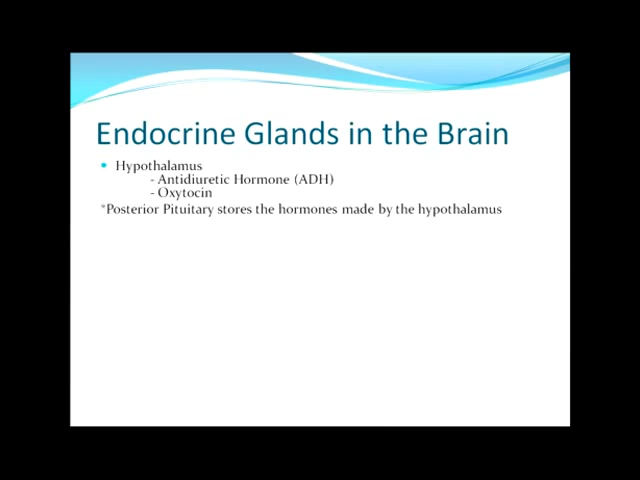 Endocrine Glands in the Brain
• Hypothalamus
- Antidiuretic Hormone (ADH)
- Oxytocin
*Posterior Pituitary stores the hormones made by the hypothalamus